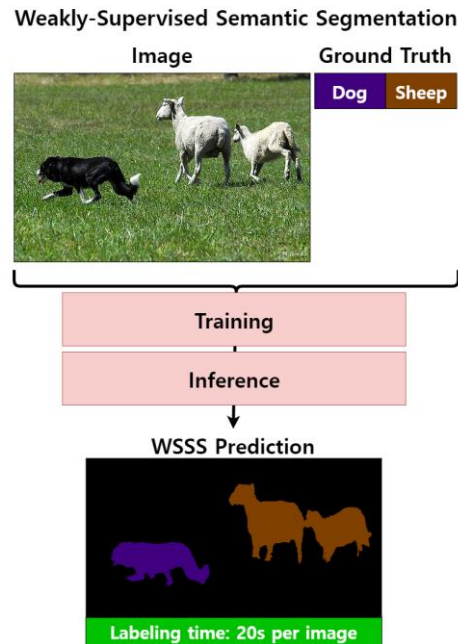 Weakly-Supervised Semantic Segmentation
Image
Ground Truth
Dog
Sheep
Training
Inference
WSSS Prediction
Labeling time: 20s per image